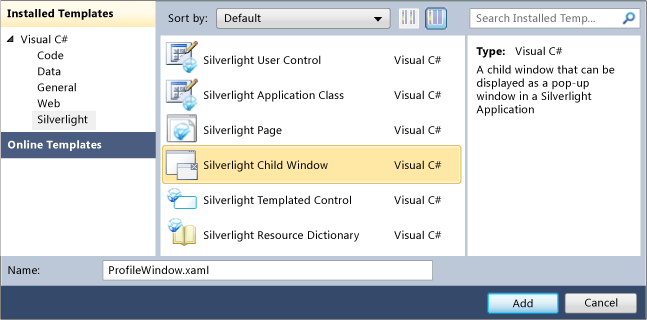 Installed Templates
Sort by: Default
Search Installed Temp...
Visual C#
Code
Data
General
Web
Silverlight
Online Templates
Silverlight User Control Visual C#
Silverlight Application Class Visual C#
Silverlight Page Visual C#
Silverlight Child Window Visual C#
Silverlight Templated Control Visual C#
Silverlight Resource Dictionary Visual C#
Type: Visual C#
A child window that can be
displayed as a pop-up
window in a Silverlight
Application
Name: ProfileWindow.xaml
Add Cancel